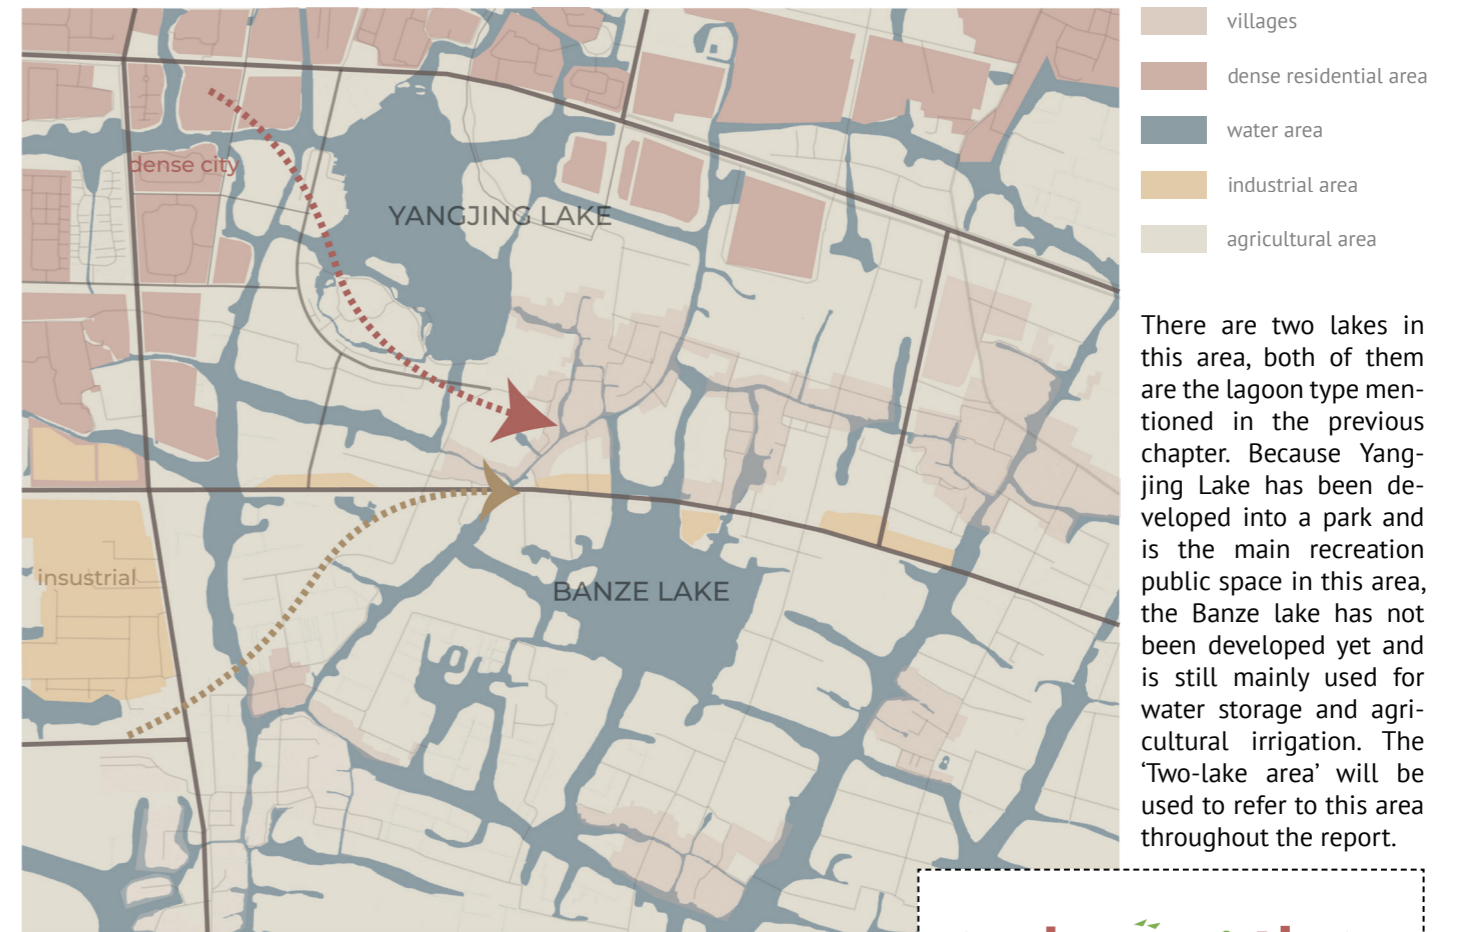 villages
dense residential area
water area
industrial area
agricultural area
dense city
YANGJING LAKE
insustrial
BANZE LAKE
There are two lakes in
this area, both of them
are the lagoon type men-
tioned in the previous
chapter. Because Yang-
jing Lake has been de-
veloped into a park and
is the main recreation
public space in this area,
the Banze lake has not
been developed yet and
is still mainly used for
water storage and agri-
cultural irrigation. The
‘Two-lake area’ will be
used to refer to this area
throughout the report.